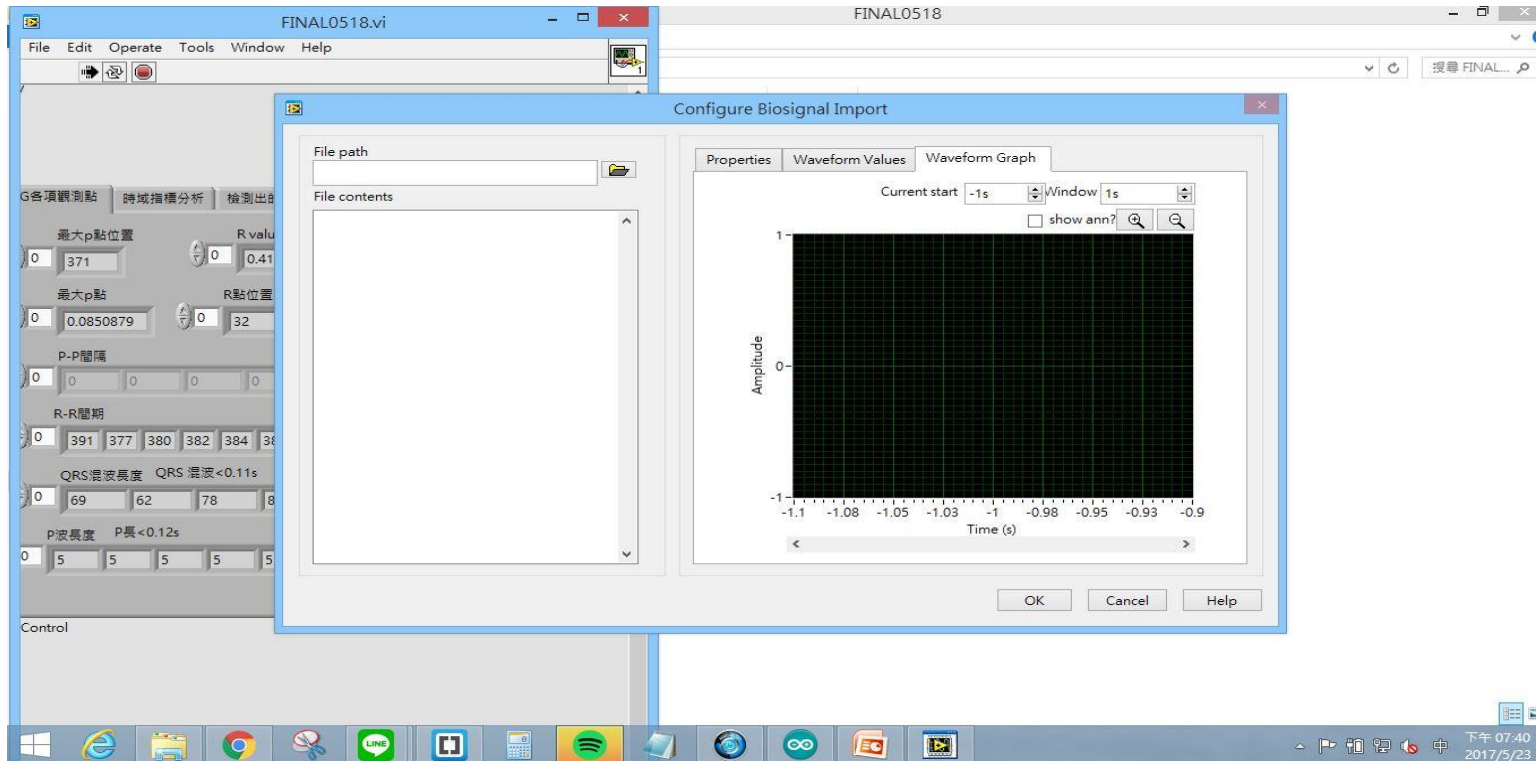 FINAL0518.vi
FINAL0518
File Edit Operate Tools Window Help
1
搜尋 FINAL...
G各項觀測點 時域指標分析
最大p點位置
0 371
0 0.41
最大p點 R點位置
0 0.0850879 0 32
P-P間隔
0 0 0 0 0
R-R間期
0 391 377 380 382 384
QRS混波長度 QRS 混波<0.11s
0 69 62 78
P波長度 P長<0.12s
0 5 5 5 5 5
Control
Configure Biosignal Import
File path
File contents
Properties Waveform Values Waveform Graph
Current start -1s Window 1s
show ann?
1
0
-1
Amplitude
-1.1 -1.08 -1.05 -1.03 -1 -0.98 -0.95 -0.93 -0.9
Time (s)
OK Cancel Help
LINE
中
下午 07:40
2017/5/23